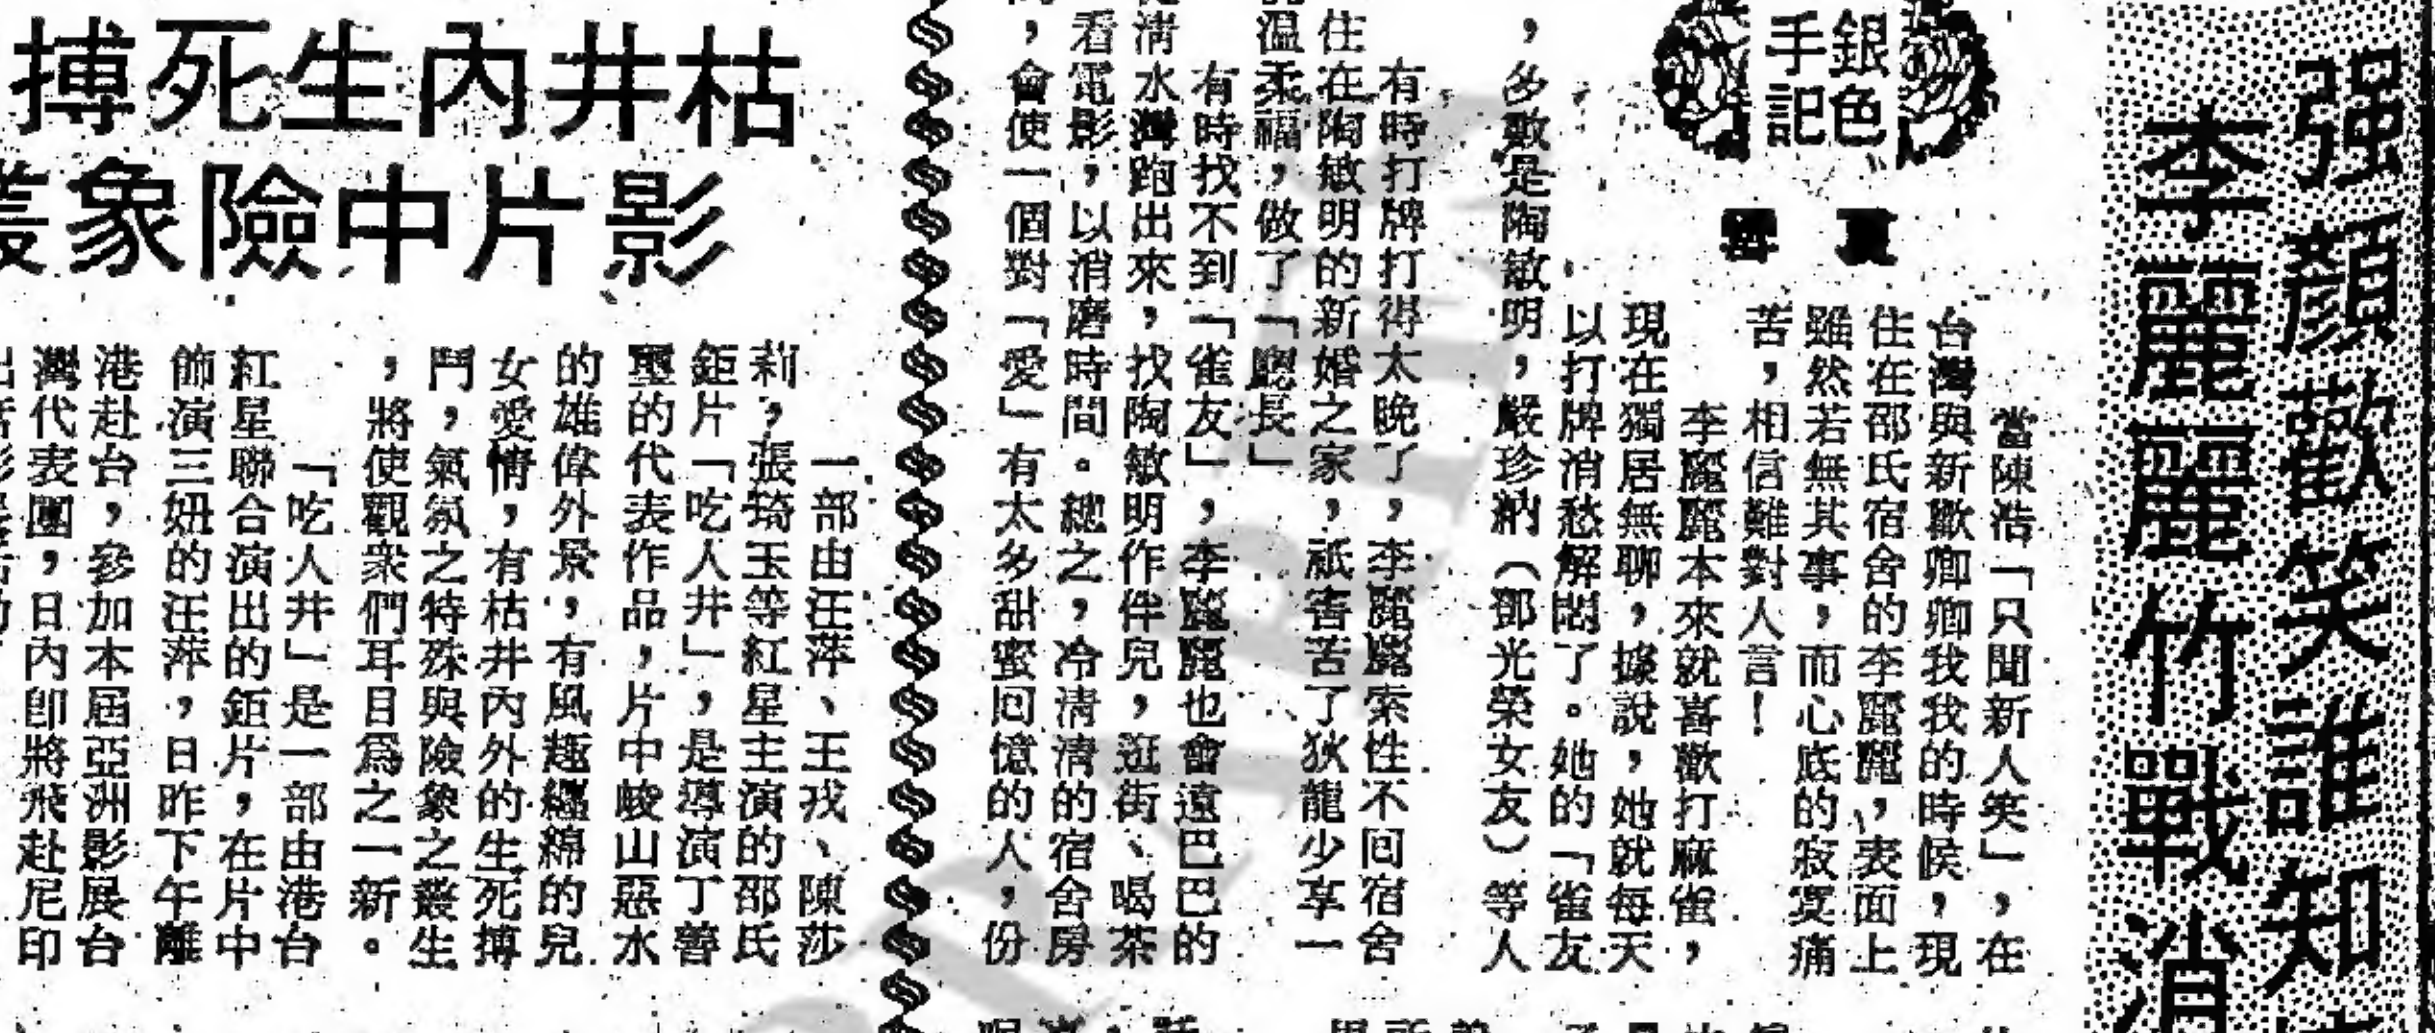 强顏歡笑誰知
李麗麗竹戰消
銀色
手記
夏
當陳浩「只聞新人笑」，在
台灣與新歡卿卿我我的時候，現
住在邵氏宿舍的李麗麗，表面上
雖然若無其事，而心底的寂寞痛
苦，相信難對人言！
李麗麗本來就喜歡打麻雀，
現在獨居無聊，據說，她就每天
以打牌消愁解悶了。她的「雀友
，多數是陶敏明，嚴珍納（鄧光榮女友）等人
有時打牌打得太晚了，李麗麗索性不回宿舍
住在陶敏明的新婚之家，祇害苦了狄龍少享一
溫柔福，做了「廳長」
有時找不到「雀友」，李麗麗也會遠巴巴的
清水灣跑出來，找陶敏明作伴兒，逛街、喝茶
看電影，以消磨時間。總之，冷清清的宿舍房
，會使一個對「愛」有太多甜蜜回憶的人，份
枯井內生死搏
影片中險象叢
一部由汪萍、王戎、陳莎
莉，張琦玉等紅星主演的邵氏
鉅片「吃人井」，是導演丁善
璽的代表作品，片中峻山惡水
的雄偉外景，有風趣纏綿的兒
女愛情，有枯井內外的生死搏
鬥，氣氛之特殊與險象之叢生
，將使觀衆們耳目爲之一新。
「吃人井」是一部由港台
紅星聯合演出的鉅片，在片中
飾演三妞的汪萍，日昨下午離
港赴台，參加本屆亞洲影展台
灣代表團，日內卽將飛赴尼印